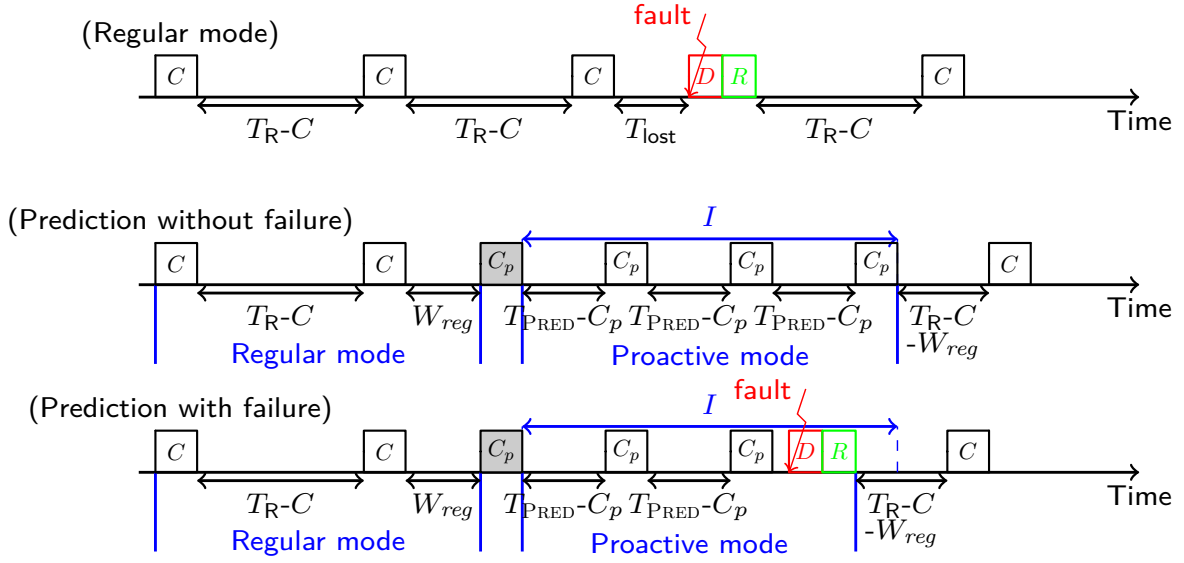 fault
(Regular mode)
C C C D R C
T_R-C T_R-C T_lost T_R-C Time
(Prediction without failure)
I
C C C_p C_p C_p C_p C
T_R-C W_reg T_PRED-C_p T_PRED-C_p T_PRED-C_p T_R-C Time
-W_reg
Regular mode Proactive mode
fault
(Prediction with failure)
I
C C C_p C_p C_p D R C
T_R-C W_reg T_PRED-C_p T_PRED-C_p T_R-C Time
-W_reg
Regular mode Proactive mode